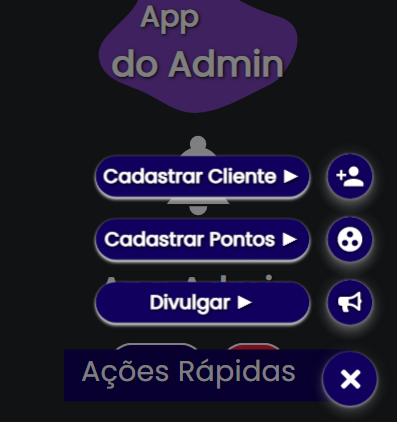 App
do Admin
Cadastrar Cliente ►
Cadastrar Pontos ►
Divulgar ►
Ações Rápidas